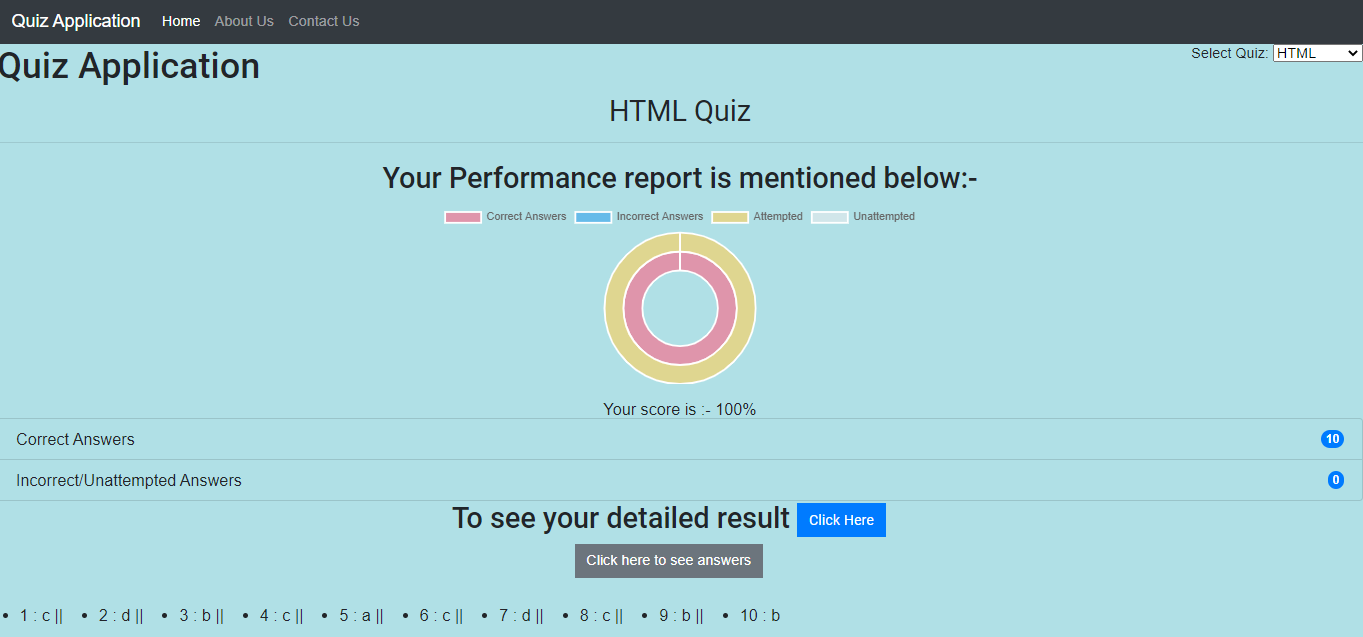 Quiz Application Home About Us Contact Us
Select Quiz: HTML
Quiz Application
HTML Quiz
Your Performance report is mentioned below:-
Correct Answers Incorrect Answers Attempted Unattempted
Your score is :- 100%
Correct Answers 10
Incorrect/Unattempted Answers 0
To see your detailed result Click Here
Click here to see answers
• 1 : c || • 2 : d || • 3 : b || • 4 : c || • 5 : a || • 6 : c || • 7 : d || • 8 : c || • 9 : b || • 10 : b